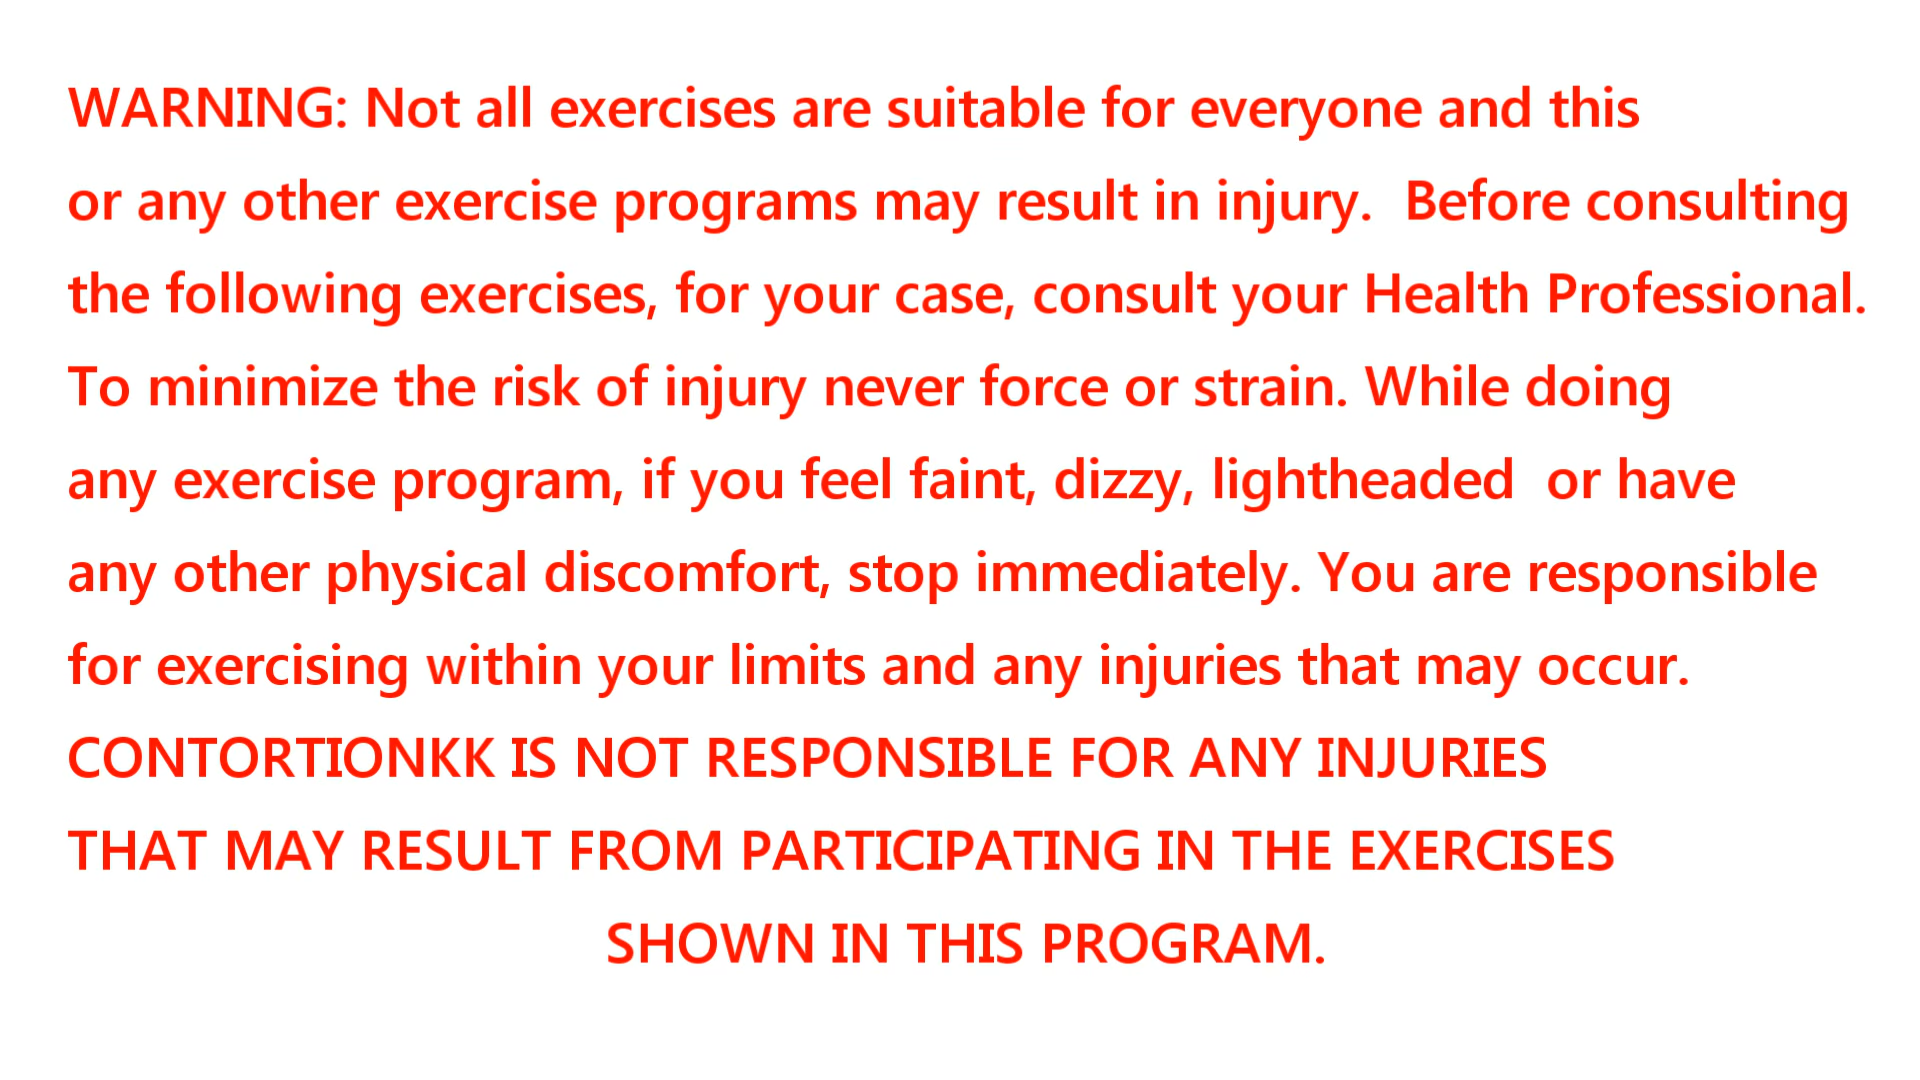 WARNING: Not all exercises are suitable for everyone and this
or any other exercise programs may result in injury.  Before consulting
the following exercises, for your case, consult your Health Professional.
To minimize the risk of injury never force or strain. While doing
any exercise program, if you feel faint, dizzy, lightheaded  or have
any other physical discomfort, stop immediately. You are responsible
for exercising within your limits and any injuries that may occur.
CONTORTIONKK IS NOT RESPONSIBLE FOR ANY INJURIES
THAT MAY RESULT FROM PARTICIPATING IN THE EXERCISES
SHOWN IN THIS PROGRAM.